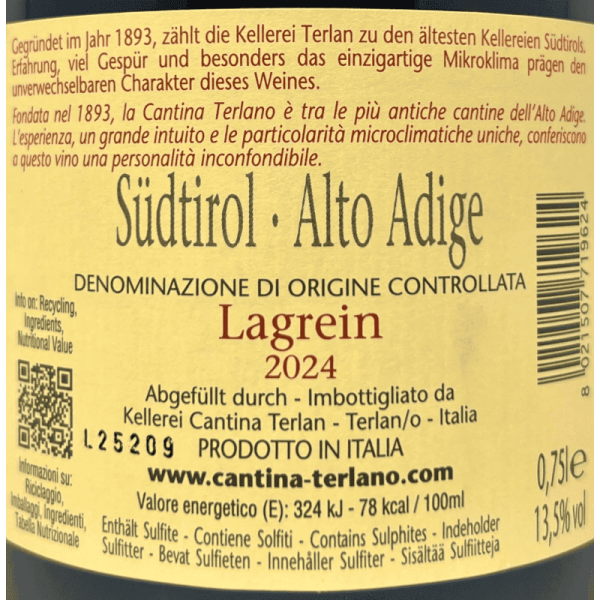 Gegründet im Jahr 1893, zählt die Kellerei Terlan zu den ältesten Kellereien Südtirols.
Erfahrung, viel Gespür und besonders das einzigartige Mikroklima prägen den
unverwechselbaren Charakter dieses Weines.
Fondata nel 1893, la Cantina Terlano è tra le più antiche cantine dell'Alto Adige.
L'esperienza, un grande intuito e le particolarità microclimatiche uniche, conferiscono
a questo vino una personalità inconfondibile.
Südtirol · Alto Adige
DENOMINAZIONE DI ORIGINE CONTROLLATA
Lagrein
2024
Abgefüllt durch - Imbottigliato da
Kellerei Cantina Terlan - Terlan/o - Italia
L25209 PRODOTTO IN ITALIA
www.cantina-terlano.com
Valore energetico (E): 324 kJ - 78 kcal / 100ml
Enthält Sulfite - Contiene Solfiti - Contains Sulphites - Indeholder
Sulfitter - Bevat Sulfieten - Innehåller Sulfiter - Sisältää Sulfiitteja
Info on: Recycling,
Ingredients,
Nutritional Value
Informazioni su:
Riciclaggio,
Imballaggi, Ingredienti,
Tabella Nutrizionale
8 021507 719624
0,75l e
13,5% vol